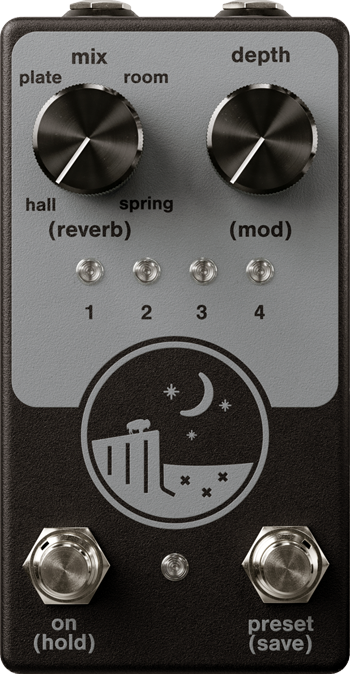 mix depth
plate room
hall spring
(reverb) (mod)
1 2 3 4
on preset
(hold) (save)